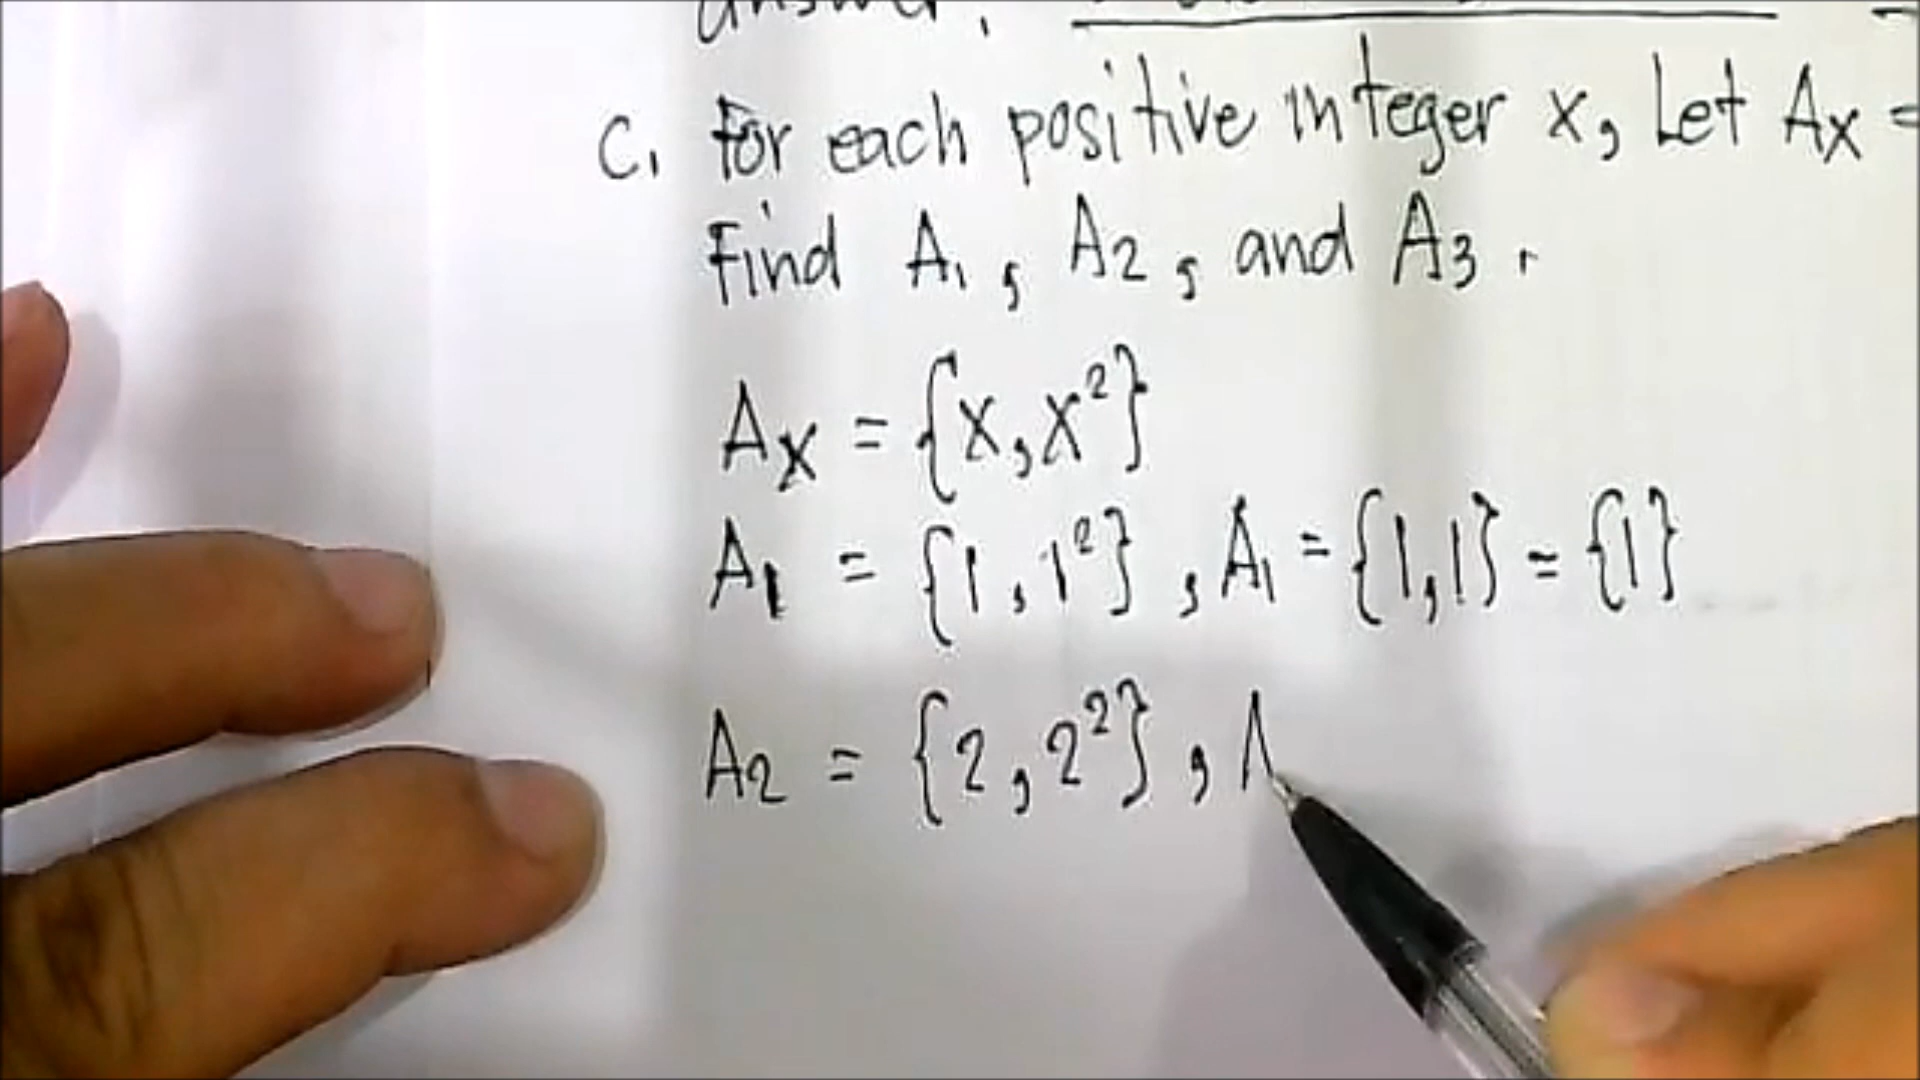 answer:
C. For each positive integer x, Let Ax =
Find A₁, A₂, and A₃.
Aₓ = {x, x²}
A₁ = {1, 1²}, A₁ = {1, 1} = {1}
A₂ = {2, 2²},